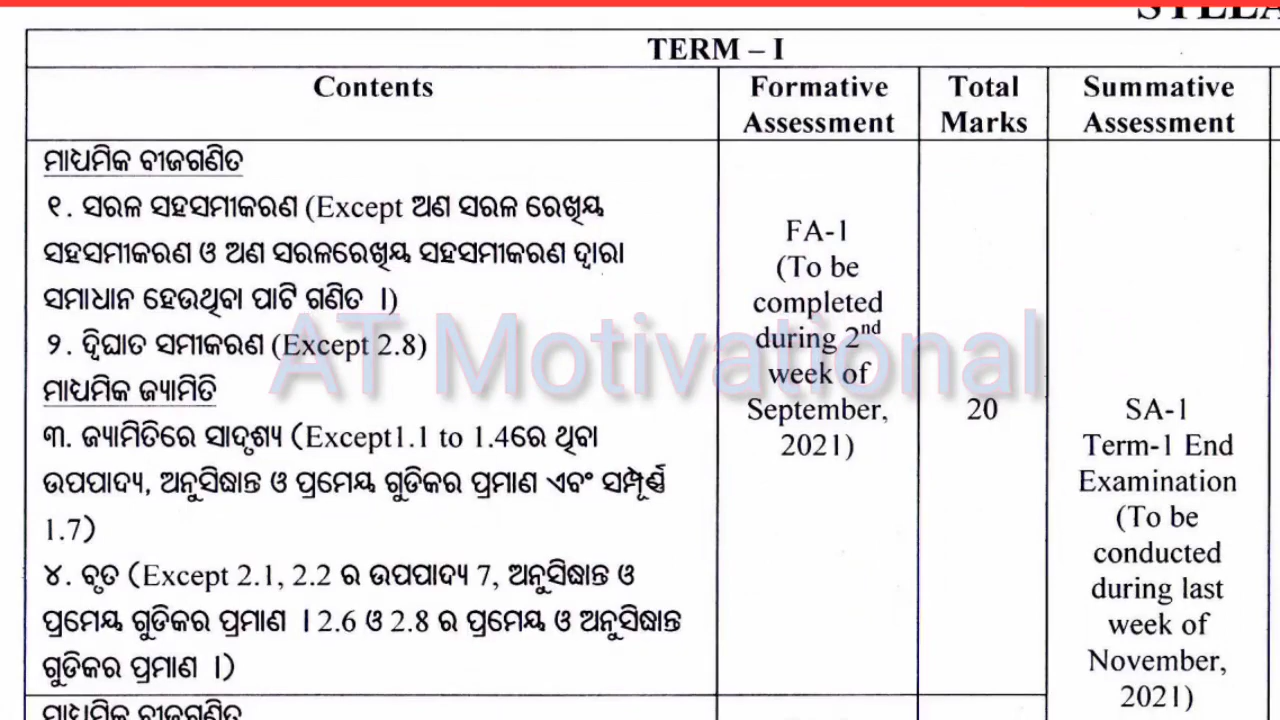 TERM – I
Contents
Formative Assessment
Total Marks
Summative Assessment
ମାଧ୍ୟମିକ ବୀଜଗଣିତ
୧. ସରଳ ସହସମୀକରଣ (Except ଅଣ ସରଳ ରେଖିୟ
ସହସମୀକରଣ ଓ ଅଣ ସରଳରେଖିୟ ସହସମୀକରଣ ଦ୍ୱାରା
ସମାଧାନ ହେଉଥିବା ପାଟି ଗଣିତ ।)
୨. ଦ୍ୱିଘାତ ସମୀକରଣ (Except 2.8)
ମାଧ୍ୟମିକ ଜ୍ୟାମିତି
୩. ଜ୍ୟାମିତିରେ ସାଦୃଶ୍ୟ (Except1.1 to 1.4ରେ ଥିବା
ଉପପାଦ୍ୟ, ଅନୁସିଦ୍ଧାନ୍ତ ଓ ପ୍ରମେୟ ଗୁଡିକର ପ୍ରମାଣ ଏବଂ ସମ୍ପୂର୍ଣ୍ଣ
1.7)
୪. ବୃତ (Except 2.1, 2.2 ର ଉପପାଦ୍ୟ 7, ଅନୁସିଦ୍ଧାନ୍ତ ଓ
ପ୍ରମେୟ ଗୁଡିକର ପ୍ରମାଣ । 2.6 ଓ 2.8 ର ପ୍ରମେୟ ଓ ଅନୁସିଦ୍ଧାନ୍ତ
ଗୁଡିକର ପ୍ରମାଣ ।)
FA-1
(To be
completed
during 2nd
week of
September,
2021)
20
SA-1
Term-1 End
Examination
(To be
conducted
during last
week of
November,
2021)
AT Motivational
ମାଧ୍ୟମିକ ବୀଜଗଣିତ